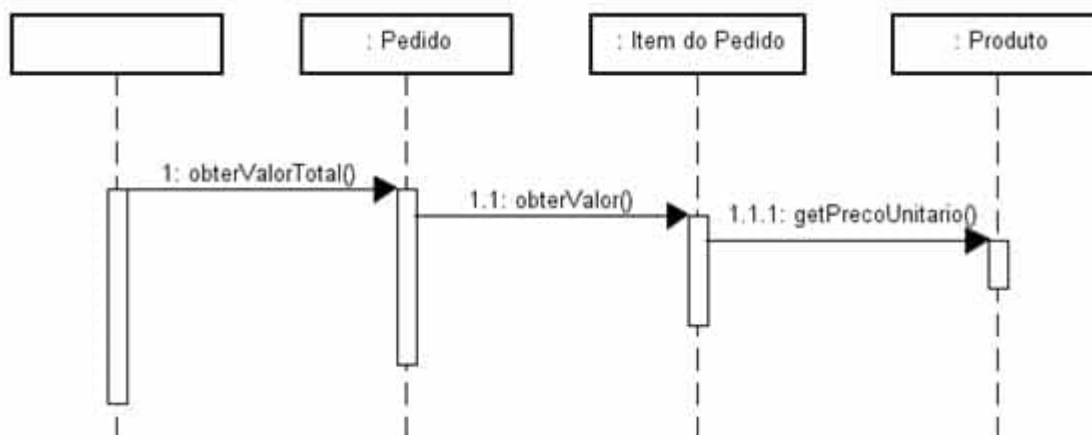 : Pedido
: Item do Pedido
: Produto
1: obterValorTotal()
1.1: obterValor()
1.1.1: getPrecoUnitario()